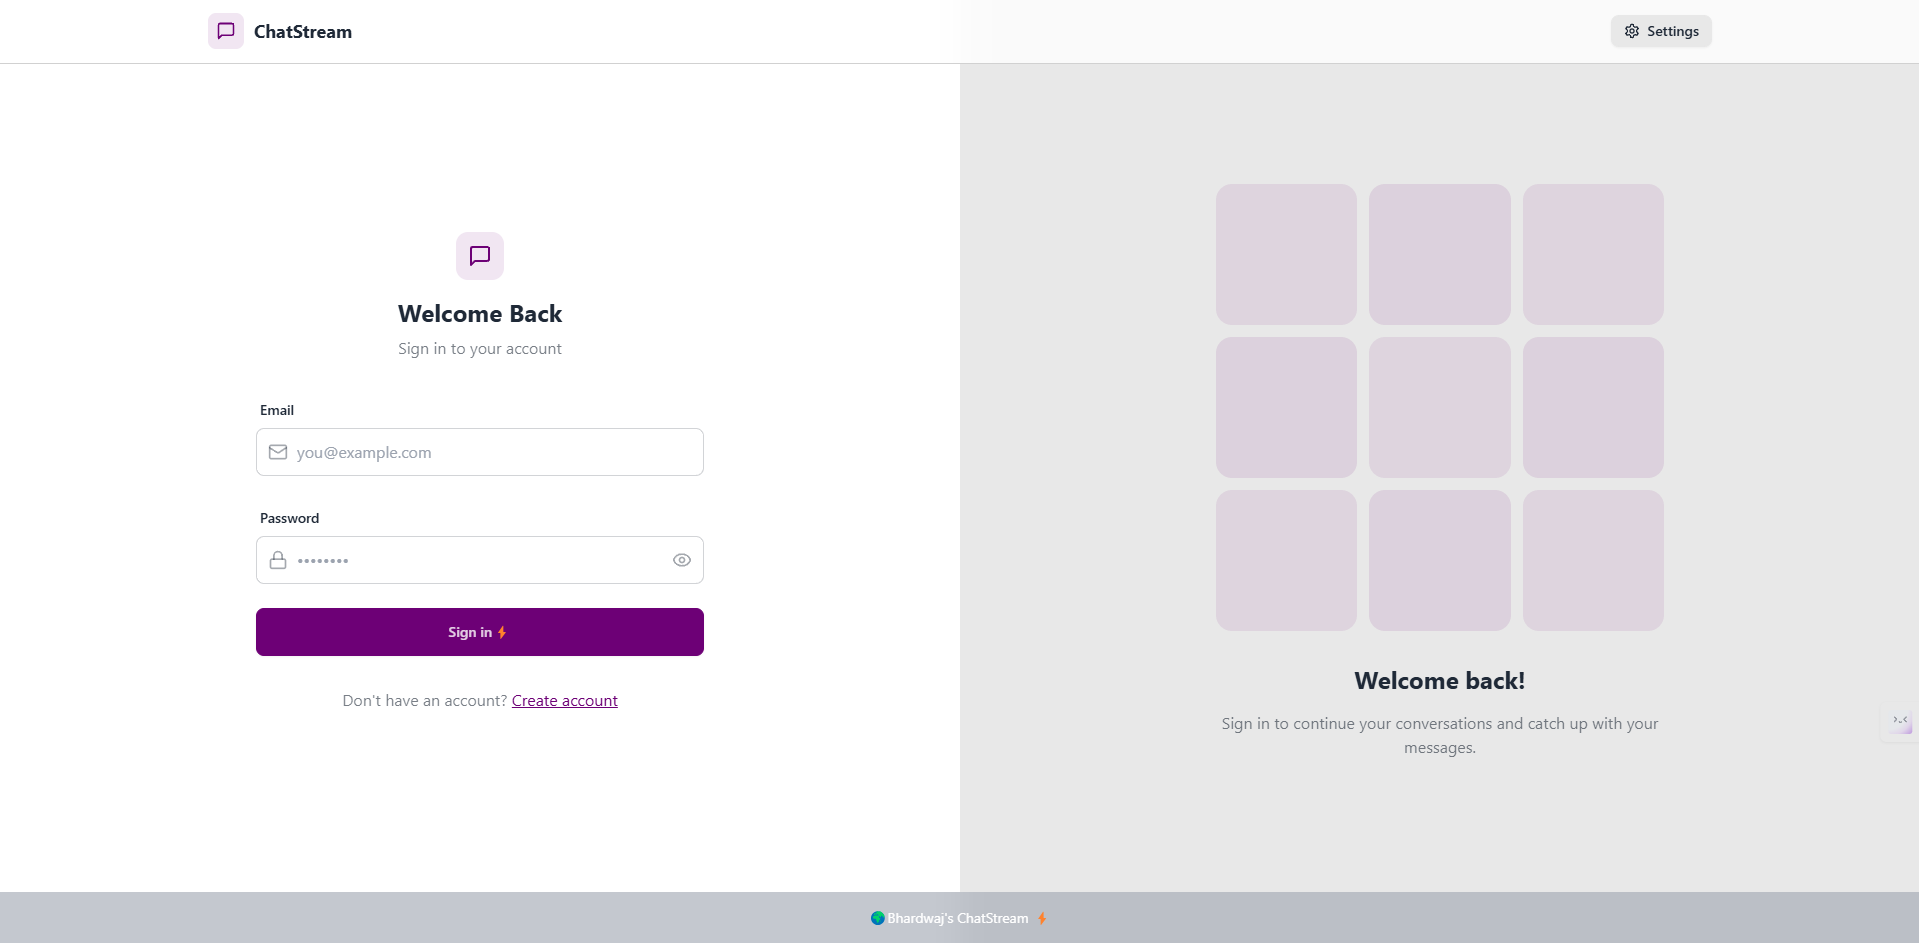 ChatStream
Settings
Welcome Back
Sign in to your account
Email
you@example.com
Password
••••••••
Sign in⚡
Don't have an account? Create account
Welcome back!
Sign in to continue your conversations and catch up with your
messages.
🌍Bhardwaj's ChatStream ⚡